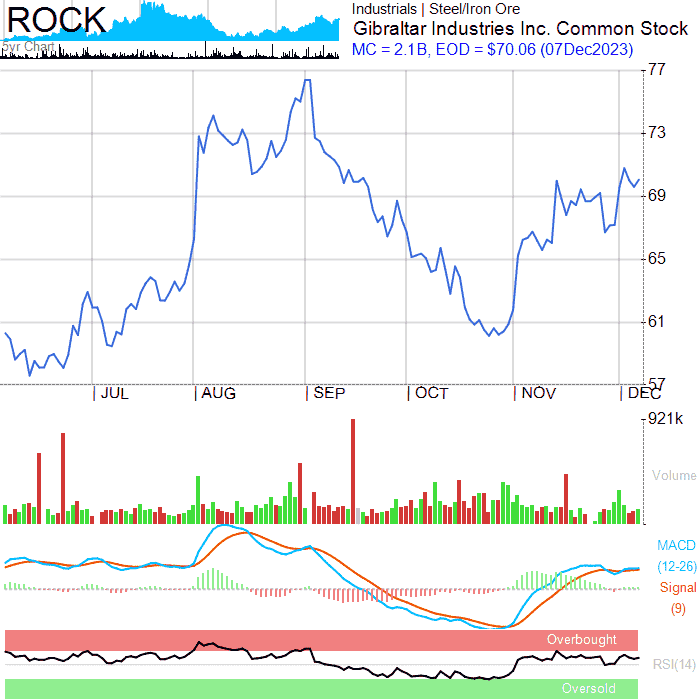 ROCK
5yr Chart
Industrials | Steel/Iron Ore
Gibraltar Industries Inc. Common Stock
MC = 2.1B, EOD = $70.06 (07Dec2023)
77
73
69
65
61
57
JUL AUG SEP OCT NOV DEC
921k
Volume
MACD
(12-26)
Signal
(9)
Overbought
RSI(14)
Oversold